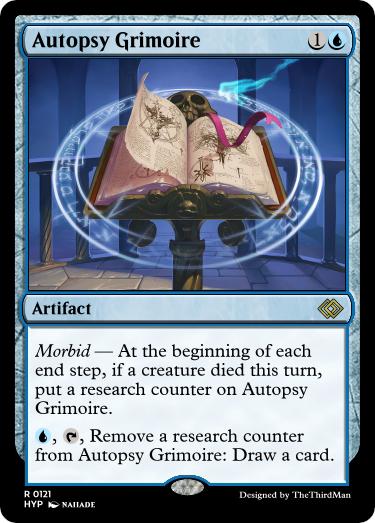 Autopsy Grimoire 1
Artifact
Morbid — At the beginning of each
end step, if a creature died this turn,
put a research counter on Autopsy
Grimoire.
, , Remove a research counter
from Autopsy Grimoire: Draw a card.
R 0121
HYP NAIIADE
Designed by TheThirdMan